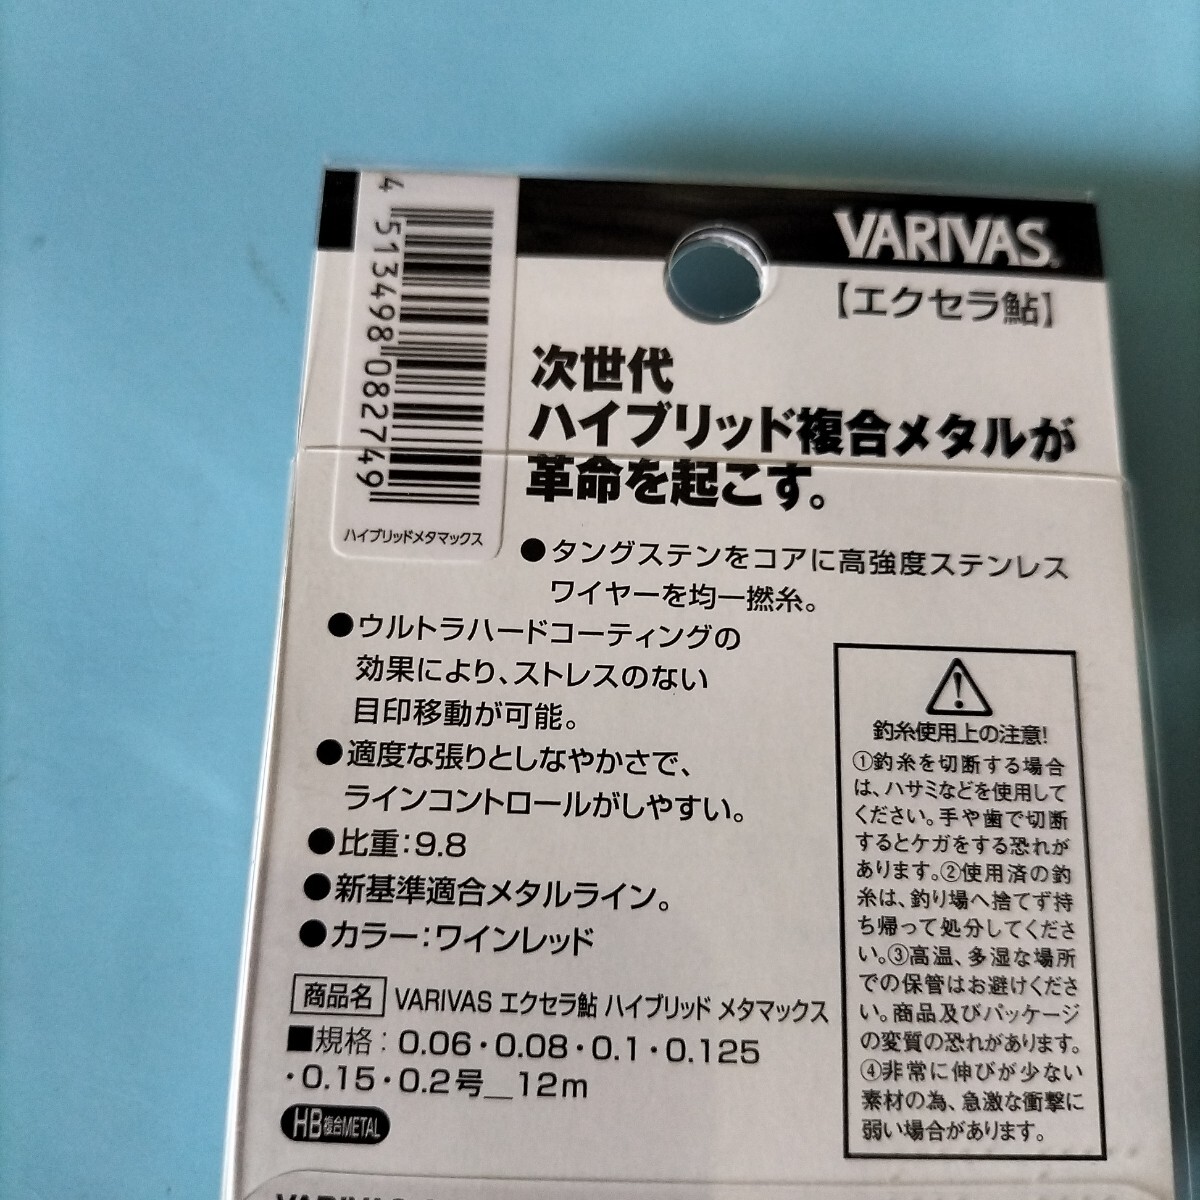 VARIVAS
【エクセラ鮎】
4 513498 082749
ハイブリッドメタマックス
次世代
ハイブリッド複合メタルが
革命を起こす。
●タングステンをコアに高強度ステンレス
ワイヤーを均一撚糸。
●ウルトラハードコーティングの
効果により、ストレスのない
目印移動が可能。
●適度な張りとしなやかさで、
ラインコントロールがしやすい。
●比重:9.8
●新基準適合メタルライン。
●カラー:ワインレッド
商品名 VARIVAS エクセラ鮎 ハイブリッド メタマックス
■規格:0.06・0.08・0.1・0.125
・0.15・0.2号_12m
HB複合METAL
釣糸使用上の注意!
①釣糸を切断する場合
は、ハサミなどを使用して
ください。手や歯で切断
するとケガをする恐れが
あります。②使用済の釣
糸は、釣り場へ捨てず持
ち帰って処分してくださ
い。③高温、多湿な場所
での保管はお避けくださ
い。商品及びパッケージ
の変質の恐れがあります。
④非常に伸びが少ない
素材の為、急激な衝撃に
弱い場合があります。
VARIVAS